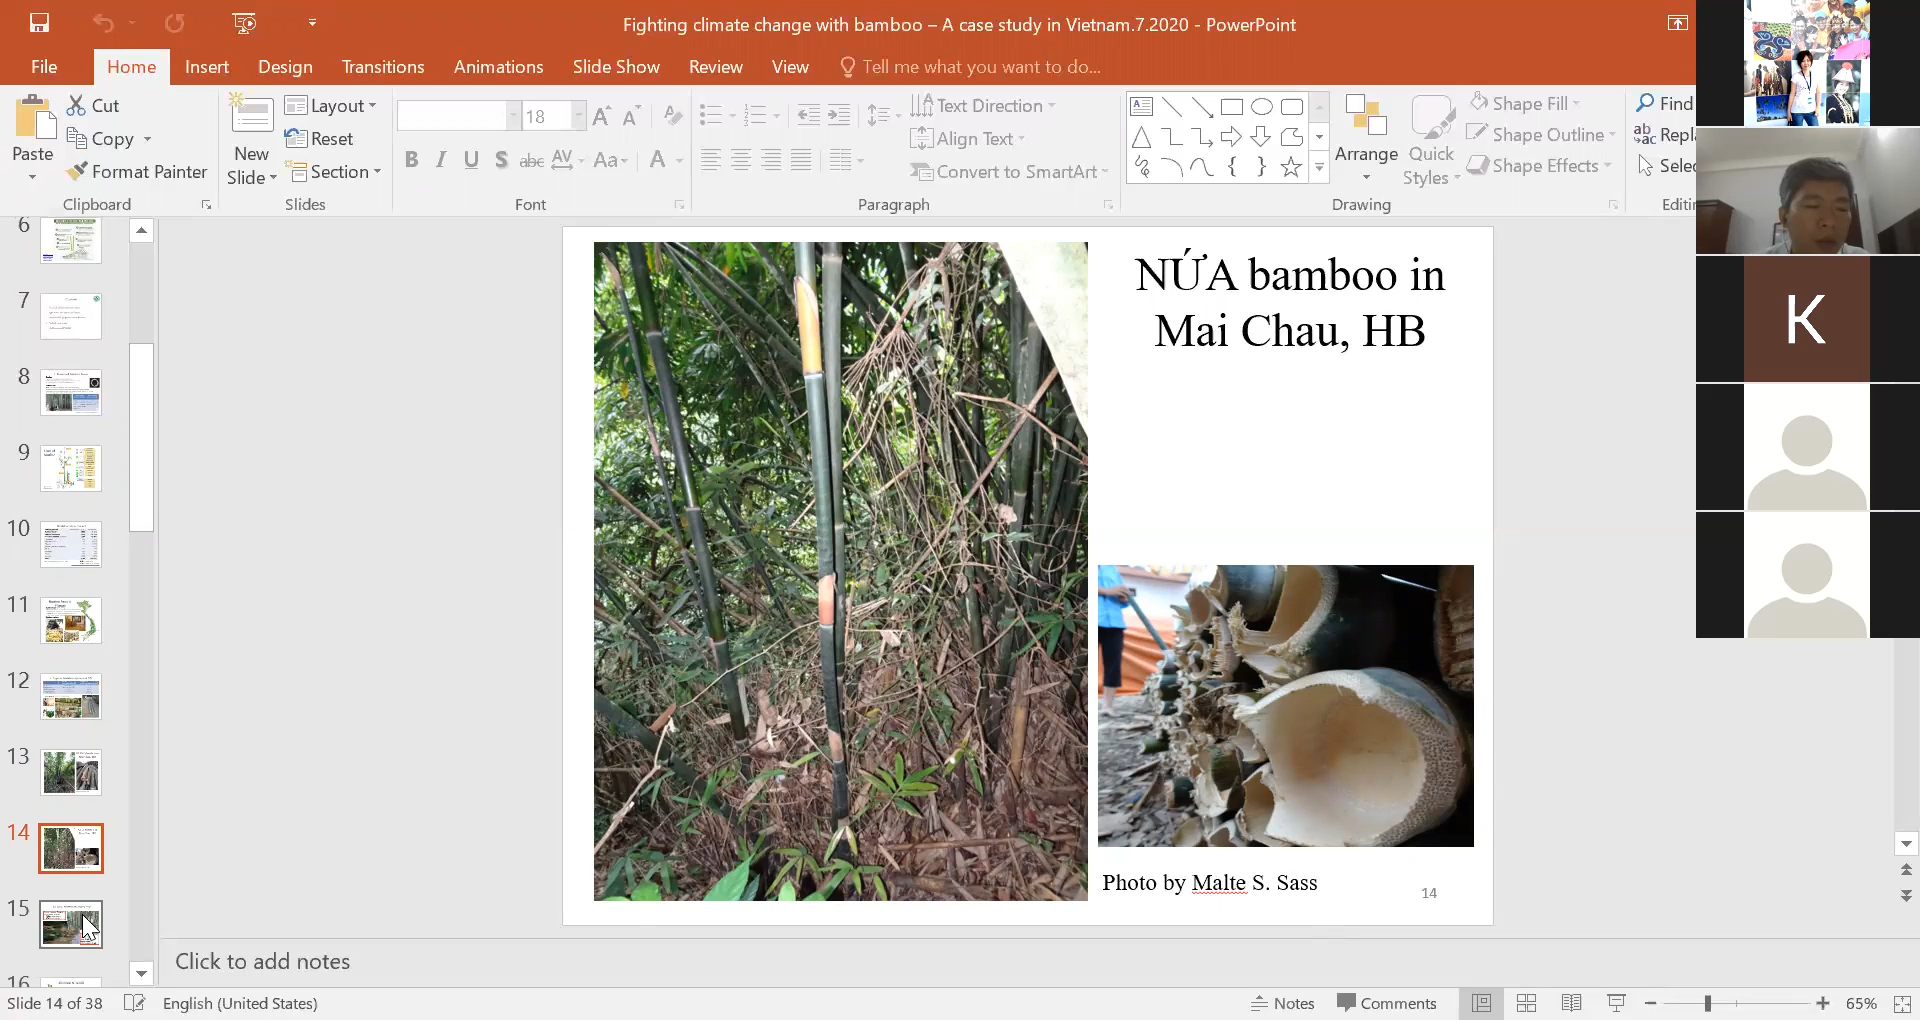 Fighting climate change with bamboo – A case study in Vietnam.7.2020 - PowerPoint
File Home Insert Design Transitions Animations Slide Show Review View Tell me what you want to do...
Paste
Cut
Copy
Format Painter
Clipboard
New
Slide
Layout
Reset
Section
Slides
18
B I U S abc AV Aa A
Font
Text Direction
Align Text
Convert to SmartArt
Paragraph
Arrange
Quick
Styles
Shape Fill
Shape Outline
Shape Effects
Drawing
Find
K
6
7
8
9
10
11
12
13
14
15
16
NỨA bamboo in
Mai Chau, HB
Photo by Malte S. Sass
14
Click to add notes
Slide 14 of 38
English (United States)
Notes
Comments
65%